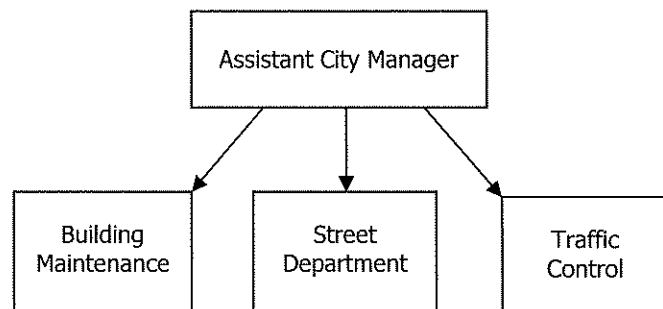 Assistant City Manager
Building
Maintenance
Street
Department
Traffic
Control